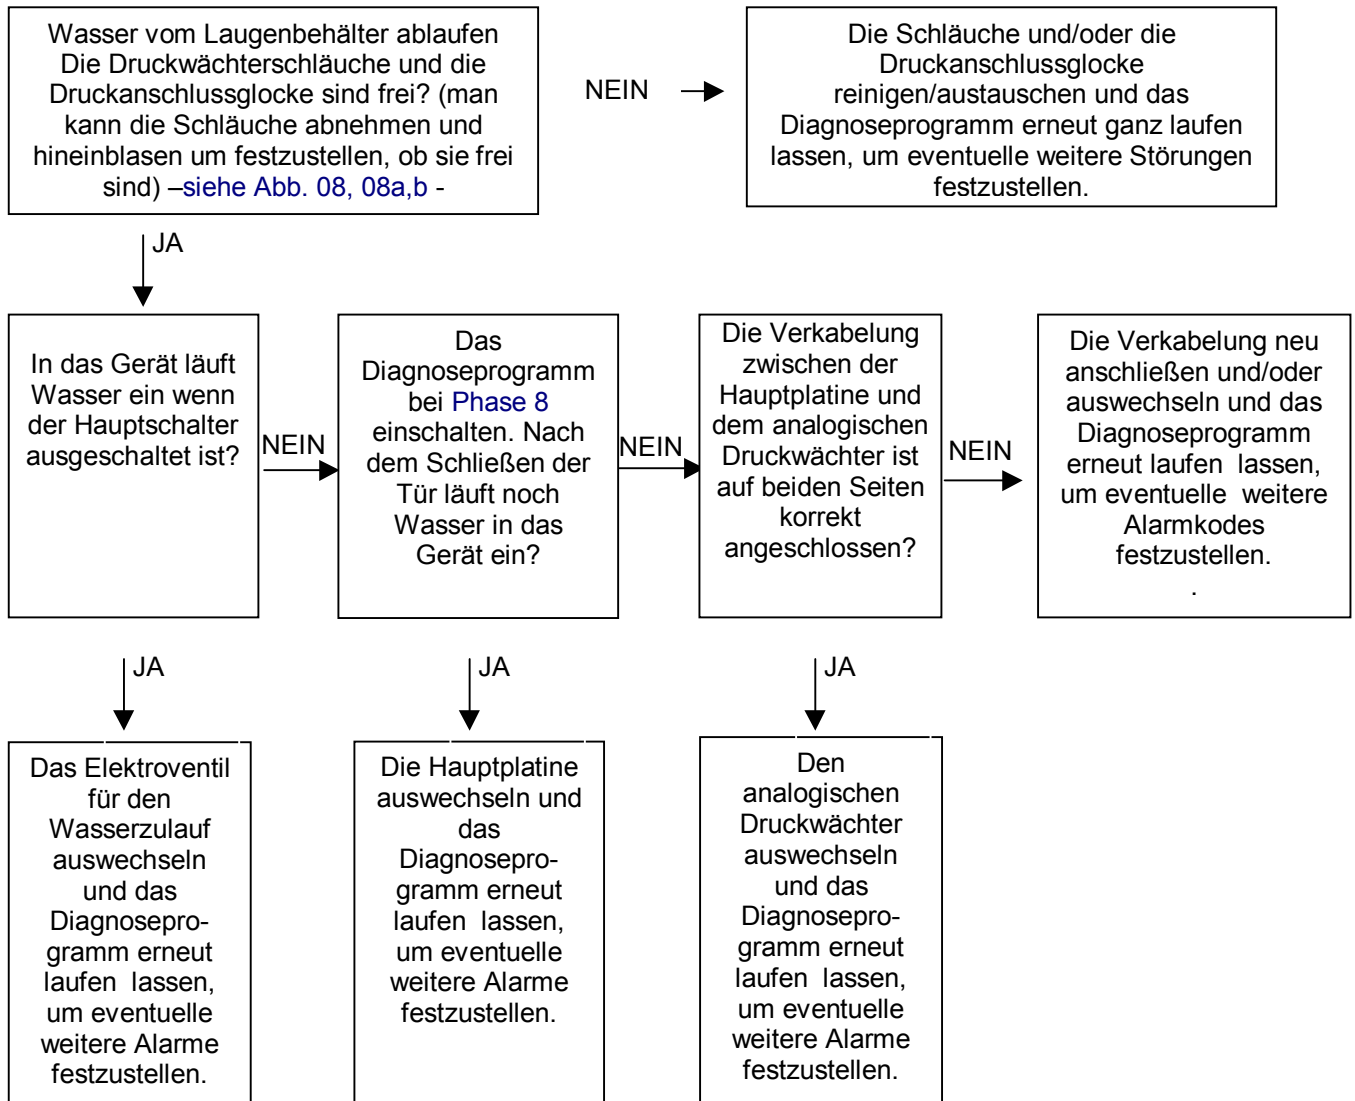 Wasser vom Laugenbehälter ablaufen
Die Druckwächterschläuche und die
Druckanschlussglocke sind frei? (man
kann die Schläuche abnehmen und
hineinblasen um festzustellen, ob sie frei
sind) –siehe Abb. 08, 08a,b -
NEIN
Die Schläuche und/oder die
Druckanschlussglocke
reinigen/austauschen und das
Diagnoseprogramm erneut ganz laufen
lassen, um eventuelle weitere Störungen
festzustellen.
JA
In das Gerät läuft
Wasser ein wenn
der Hauptschalter
ausgeschaltet ist?
NEIN
Das
Diagnoseprogramm
bei Phase 8
einschalten. Nach
dem Schließen der
Tür läuft noch
Wasser in das
Gerät ein?
NEIN
Die Verkabelung
zwischen der
Hauptplatine und
dem analogischen
Druckwächter ist
auf beiden Seiten
korrekt
angeschlossen?
NEIN
Die Verkabelung neu
anschließen und/oder
auswechseln und das
Diagnoseprogramm
erneut laufen  lassen,
um eventuelle  weitere
Alarmkodes
festzustellen.
.
JA
JA
JA
Das Elektroventil
für den
Wasserzulauf
auswechseln
und das
Diagnosepro-
gramm erneut
laufen  lassen,
um eventuelle
weitere Alarme
festzustellen.
Die Hauptplatine
auswechseln und
das
Diagnosepro-
gramm erneut
laufen  lassen,
um eventuelle
weitere Alarme
festzustellen.
Den
analogischen
Druckwächter
auswechseln
und das
Diagnosepro-
gramm erneut
laufen  lassen,
um eventuelle
weitere Alarme
festzustellen.